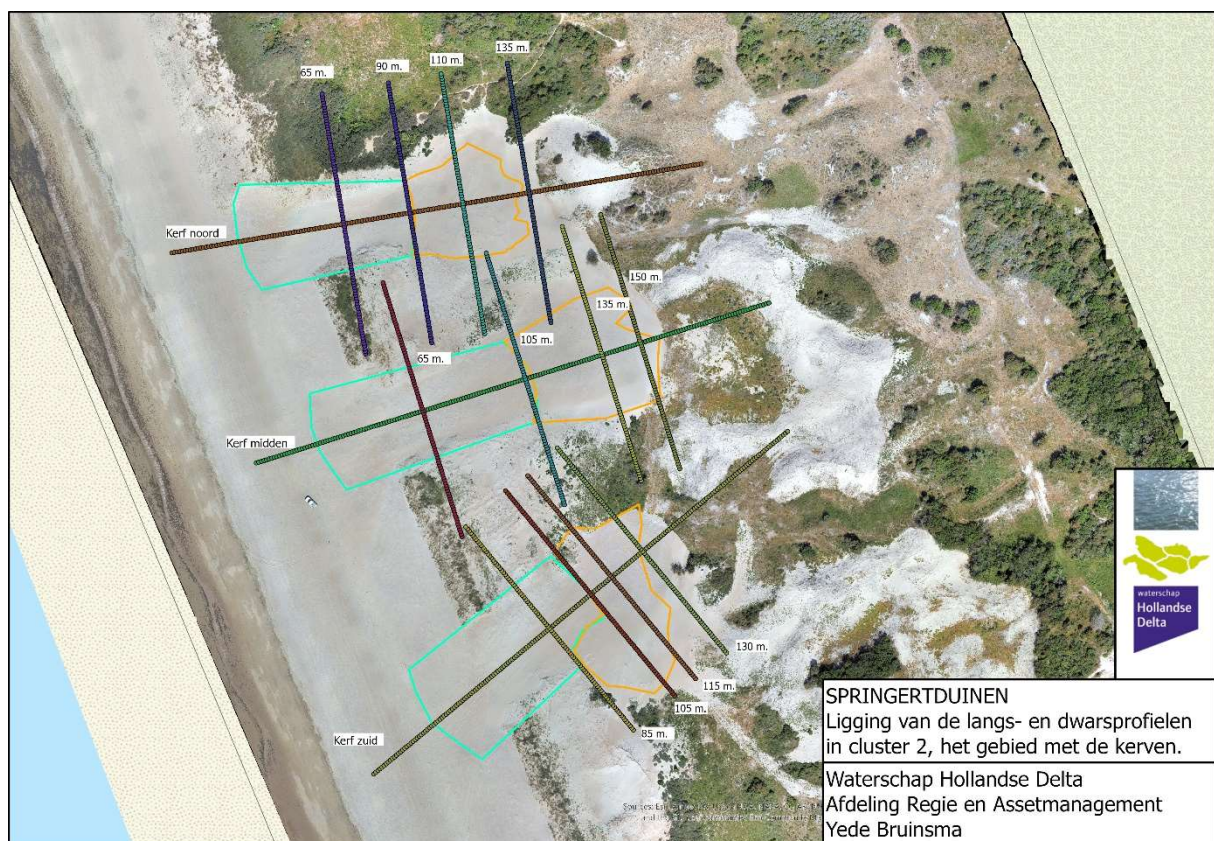 65 m.
90 m.
110 m.
135 m.
Kerf noord
150 m.
135 m.
105 m.
65 m.
Kerf midden
130 m.
115 m.
105 m.
85 m.
Kerf zuid
waterschap
Hollandse
Delta
SPRINGERTDUINEN
Ligging van de langs- en dwarsprofielen
in cluster 2, het gebied met de kerven.
Waterschap Hollandse Delta
Afdeling Regie en Assetmanagement
Yede Bruinsma